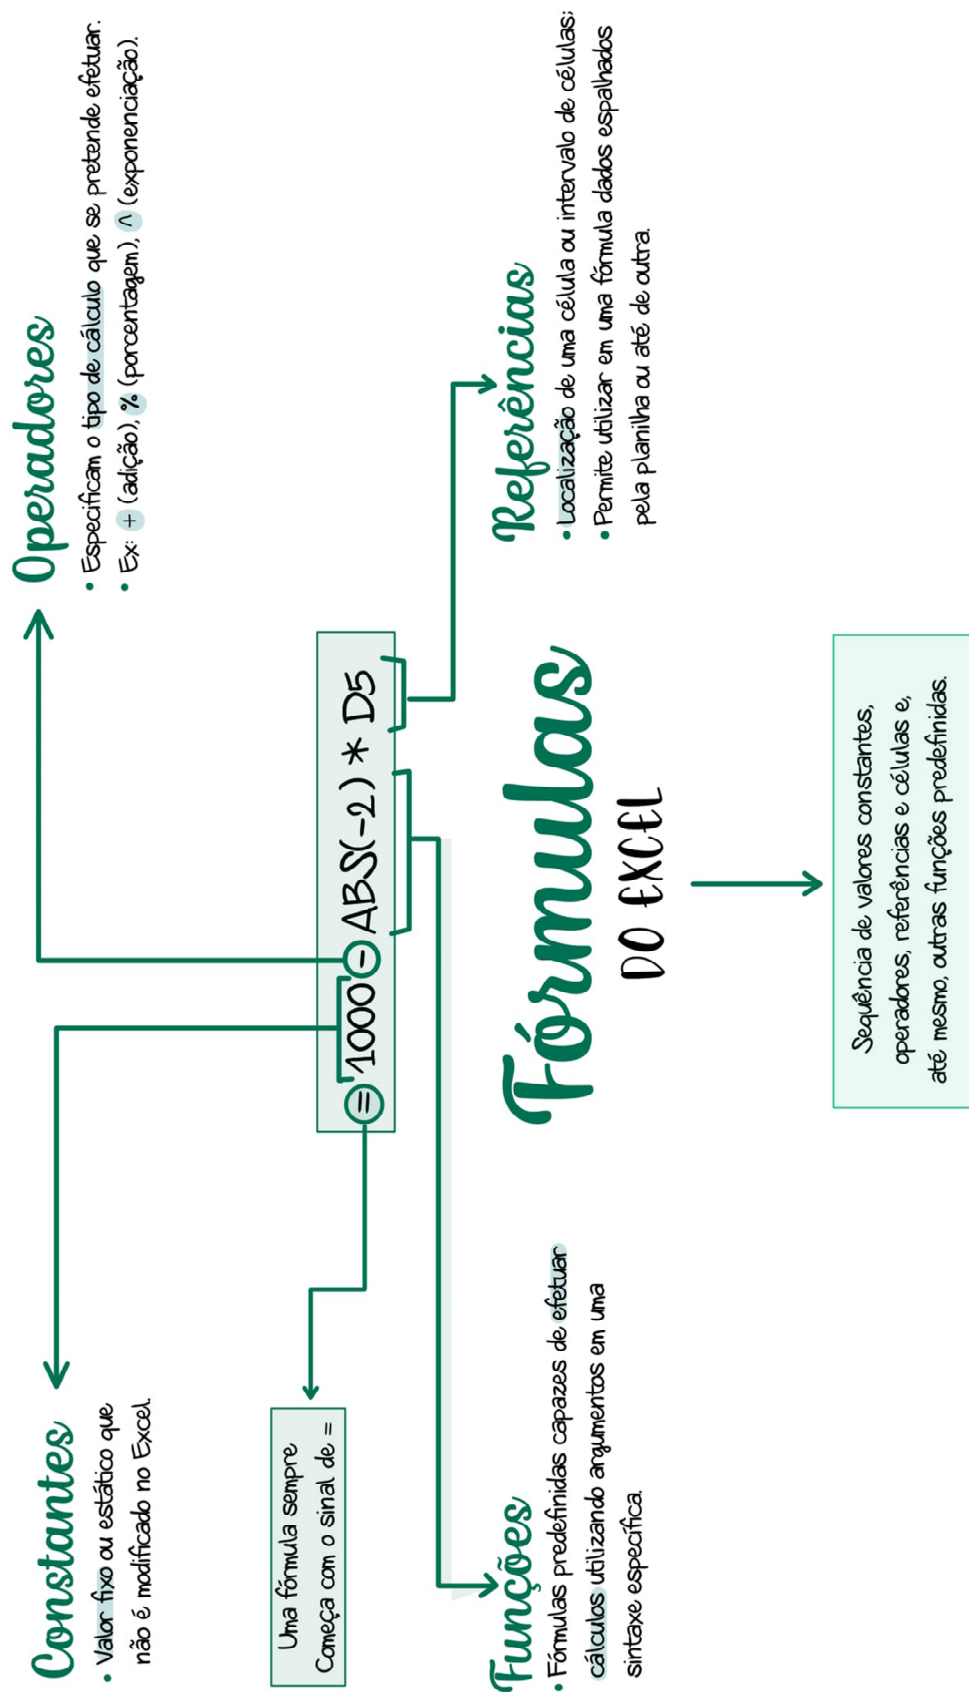 Constantes
• Valor fixo ou estático que
não é modificado no Excel.
Operadores
• Especificam o tipo de cálculo que se pretende efetuar.
• Ex: + (adição), % (porcentagem), ^ (exponenciação).
Uma fórmula sempre
Começa com o sinal de =
= 1000 - ABS(-2) * D5
Funções
• Fórmulas predefinidas capazes de efetuar
cálculos utilizando argumentos em uma
sintaxe específica.
Fórmulas
DO EXCEL
Referências
• Localização de uma célula ou intervalo de células;
• Permite utilizar em uma fórmula dados espalhados
pela planilha ou até de outra.
Sequência de valores constantes,
operadores, referências e células e,
até mesmo, outras funções predefinidas.